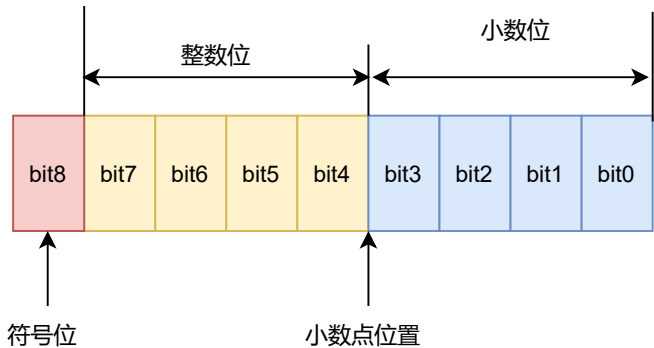 小数位
整数位
bit8 bit7 bit6 bit5 bit4 bit3 bit2 bit1 bit0
符号位 小数点位置